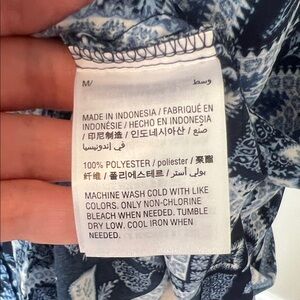 M/ وسط
MADE IN INDONESIA / FABRIQUÉ EN
INDONÉSIE / HECHO EN INDONESIA
/ 印尼制造 / 인도네시아산 / صنع
في إندونيسيا
100% POLYESTER / poliester / 聚酯
纤维 / 폴리에스테르 / بولي أستر
MACHINE WASH COLD WITH LIKE
COLORS. ONLY NON-CHLORINE
BLEACH WHEN NEEDED. TUMBLE
DRY LOW. COOL IRON WHEN
NEEDED.